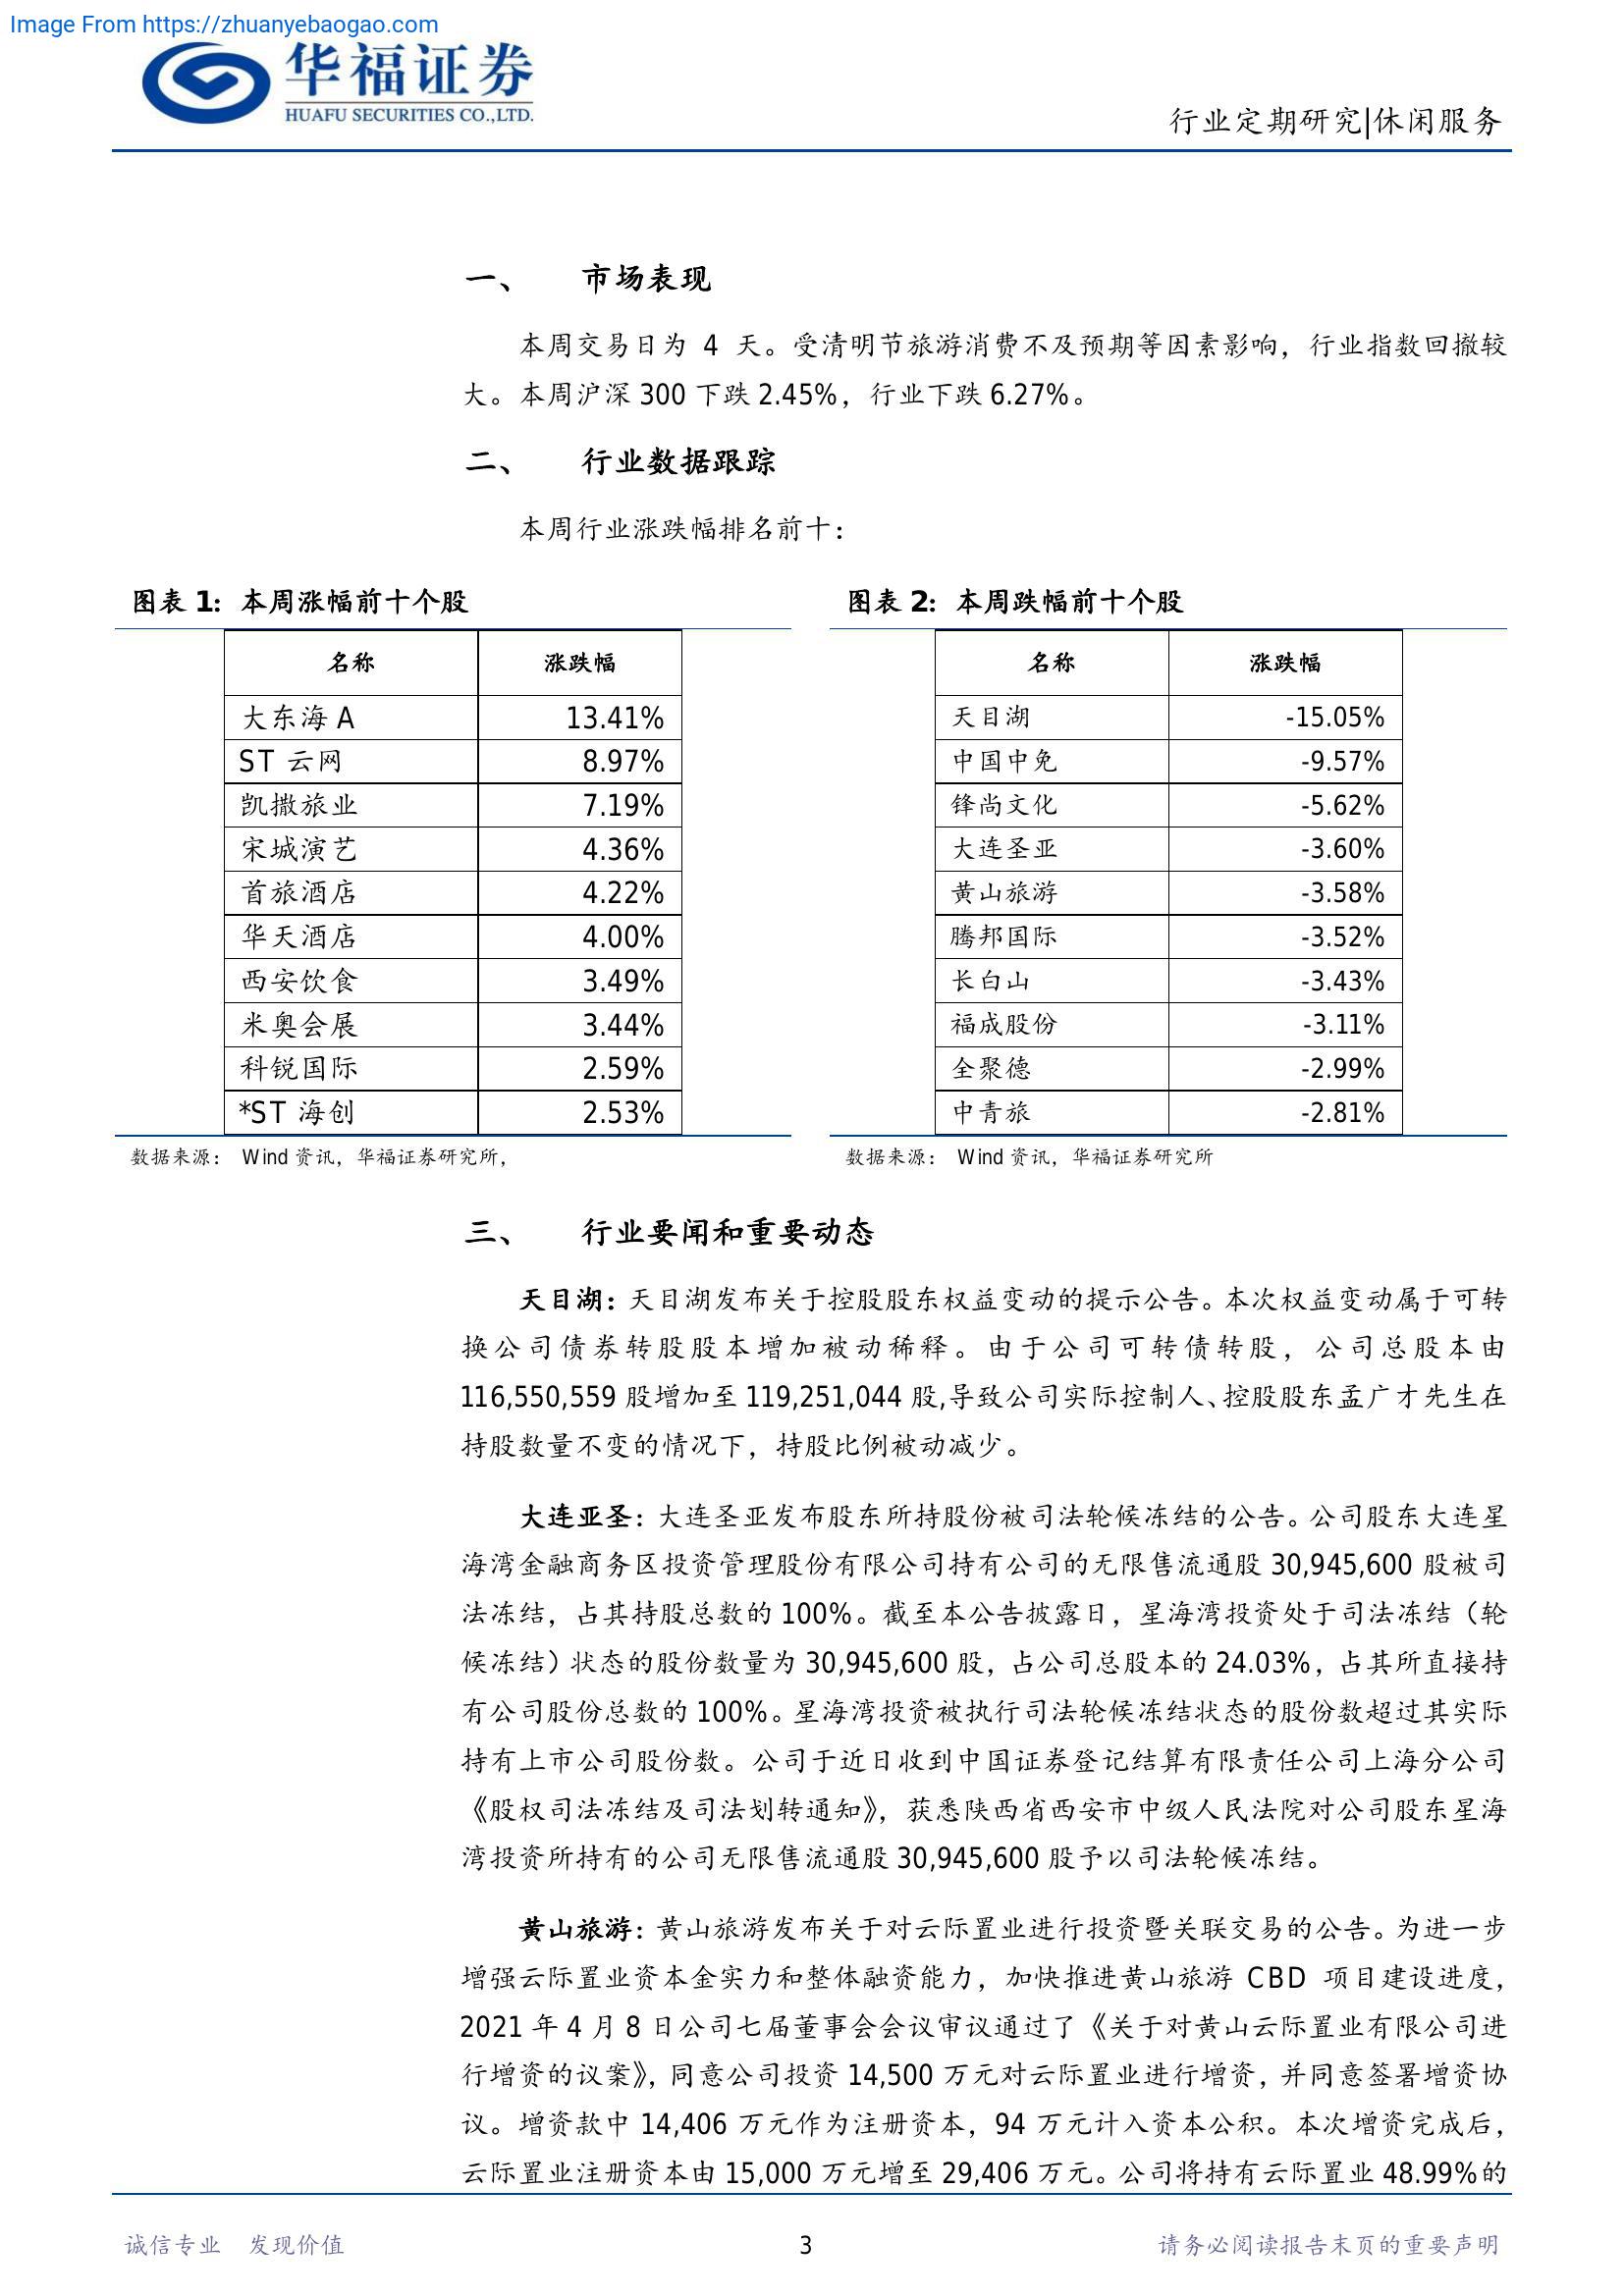 Image From https://zhuanyebaogao.com
华福证券
HUAFU SECURITIES CO.,LTD.
行业定期研究|休闲服务
一、 市场表现
本周交易日为 4 天。受清明节旅游消费不及预期等因素影响，行业指数回撤较
大。本周沪深 300 下跌 2.45%，行业下跌 6.27%。
二、 行业数据跟踪
本周行业涨跌幅排名前十：
图表 1: 本周涨幅前十个股
名称 涨跌幅
大东海 A 13.41%
ST 云网 8.97%
凯撒旅业 7.19%
宋城演艺 4.36%
首旅酒店 4.22%
华天酒店 4.00%
西安饮食 3.49%
米奥会展 3.44%
科锐国际 2.59%
*ST 海创 2.53%
数据来源： Wind 资讯，华福证券研究所，
图表 2: 本周跌幅前十个股
名称 涨跌幅
天目湖 -15.05%
中国中免 -9.57%
锋尚文化 -5.62%
大连圣亚 -3.60%
黄山旅游 -3.58%
腾邦国际 -3.52%
长白山 -3.43%
福成股份 -3.11%
全聚德 -2.99%
中青旅 -2.81%
数据来源： Wind 资讯，华福证券研究所
三、 行业要闻和重要动态
天目湖：天目湖发布关于控股股东权益变动的提示公告。本次权益变动属于可转
换公司债券转股股本增加被动稀释。由于公司可转债转股，公司总股本由
116,550,559 股增加至 119,251,044 股,导致公司实际控制人、控股股东孟广才先生在
持股数量不变的情况下，持股比例被动减少。
大连亚圣：大连圣亚发布股东所持股份被司法轮候冻结的公告。公司股东大连星
海湾金融商务区投资管理股份有限公司持有公司的无限售流通股 30,945,600 股被司
法冻结，占其持股总数的 100%。截至本公告披露日，星海湾投资处于司法冻结（轮
候冻结）状态的股份数量为 30,945,600 股，占公司总股本的 24.03%，占其所直接持
有公司股份总数的 100%。星海湾投资被执行司法轮候冻结状态的股份数超过其实际
持有上市公司股份数。公司于近日收到中国证券登记结算有限责任公司上海分公司
《股权司法冻结及司法划转通知》，获悉陕西省西安市中级人民法院对公司股东星海
湾投资所持有的公司无限售流通股 30,945,600 股予以司法轮候冻结。
黄山旅游：黄山旅游发布关于对云际置业进行投资暨关联交易的公告。为进一步
增强云际置业资本金实力和整体融资能力，加快推进黄山旅游 CBD 项目建设进度，
2021 年 4 月 8 日公司七届董事会会议审议通过了《关于对黄山云际置业有限公司进
行增资的议案》，同意公司投资 14,500 万元对云际置业进行增资，并同意签署增资协
议。增资款中 14,406 万元作为注册资本，94 万元计入资本公积。本次增资完成后，
云际置业注册资本由 15,000 万元增至 29,406 万元。公司将持有云际置业 48.99%的
诚信专业 发现价值
3
请务必阅读报告末页的重要声明